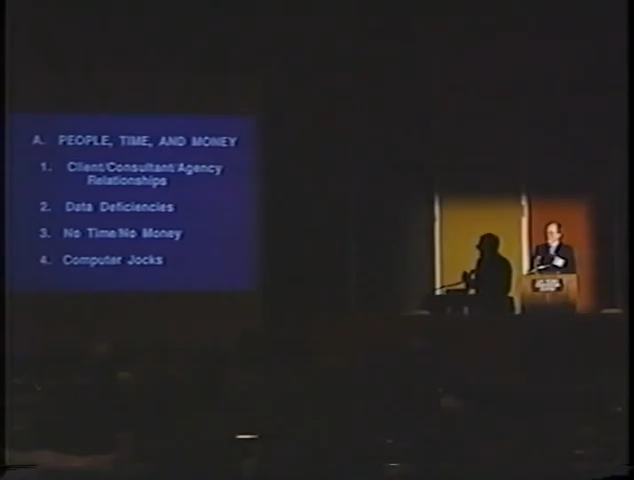 A. PEOPLE, TIME, AND MONEY
1. Client/Consultant/Agency
Relationships
2. Data Deficiencies
3. No Time/No Money
4. Computer Jocks